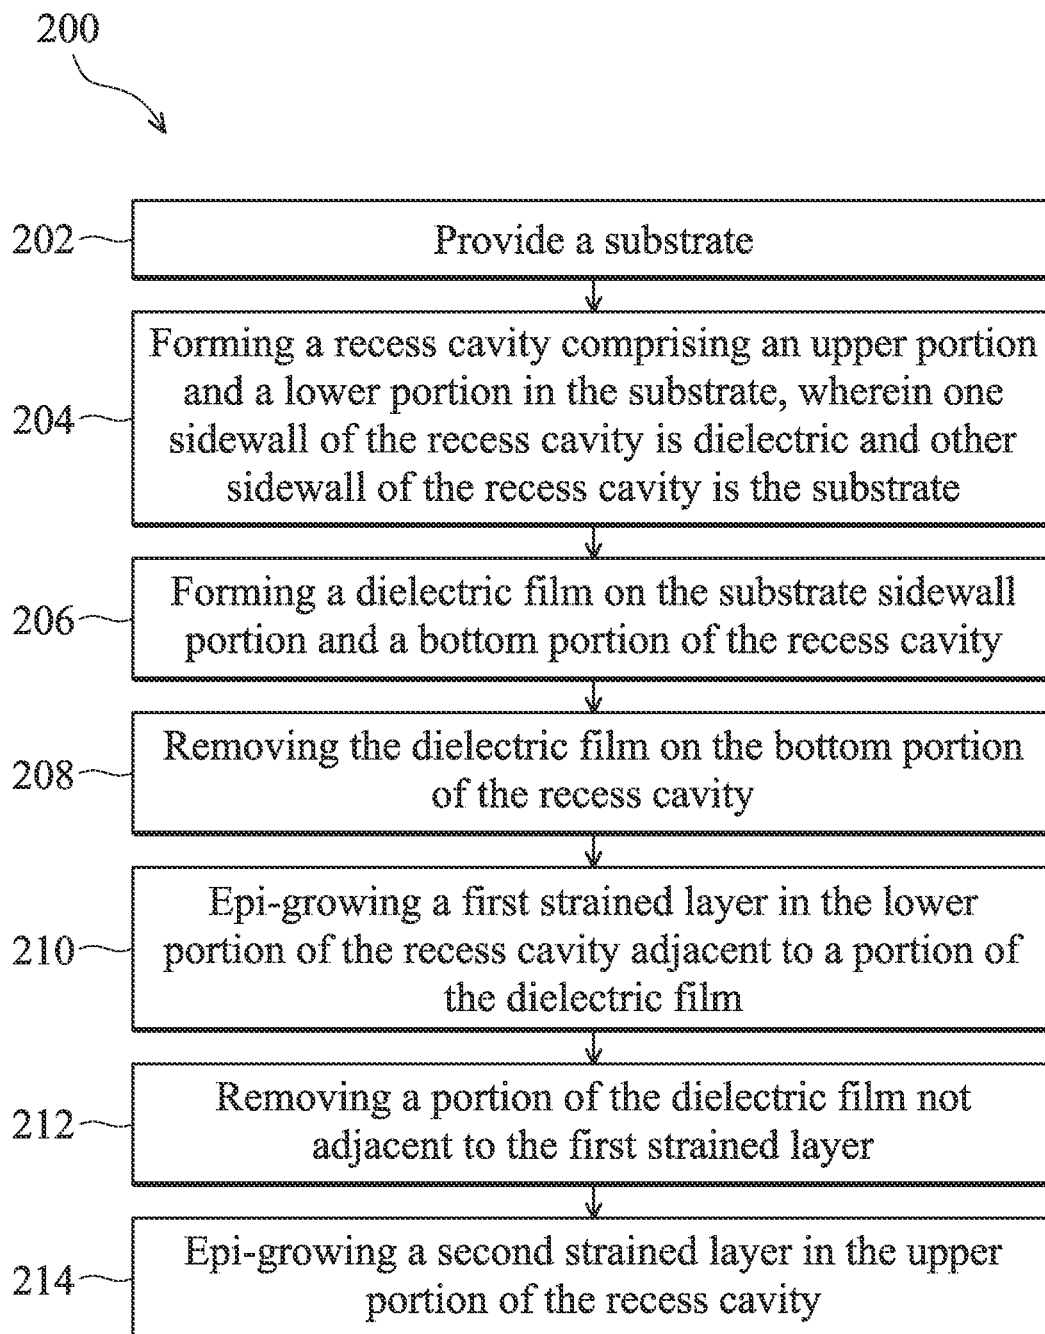 200
202
Provide a substrate
204
Forming a recess cavity comprising an upper portion
and a lower portion in the substrate, wherein one
sidewall of the recess cavity is dielectric and other
sidewall of the recess cavity is the substrate
206
Forming a dielectric film on the substrate sidewall
portion and a bottom portion of the recess cavity
208
Removing the dielectric film on the bottom portion
of the recess cavity
210
Epi-growing a first strained layer in the lower
portion of the recess cavity adjacent to a portion of
the dielectric film
212
Removing a portion of the dielectric film not
adjacent to the first strained layer
214
Epi-growing a second strained layer in the upper
portion of the recess cavity